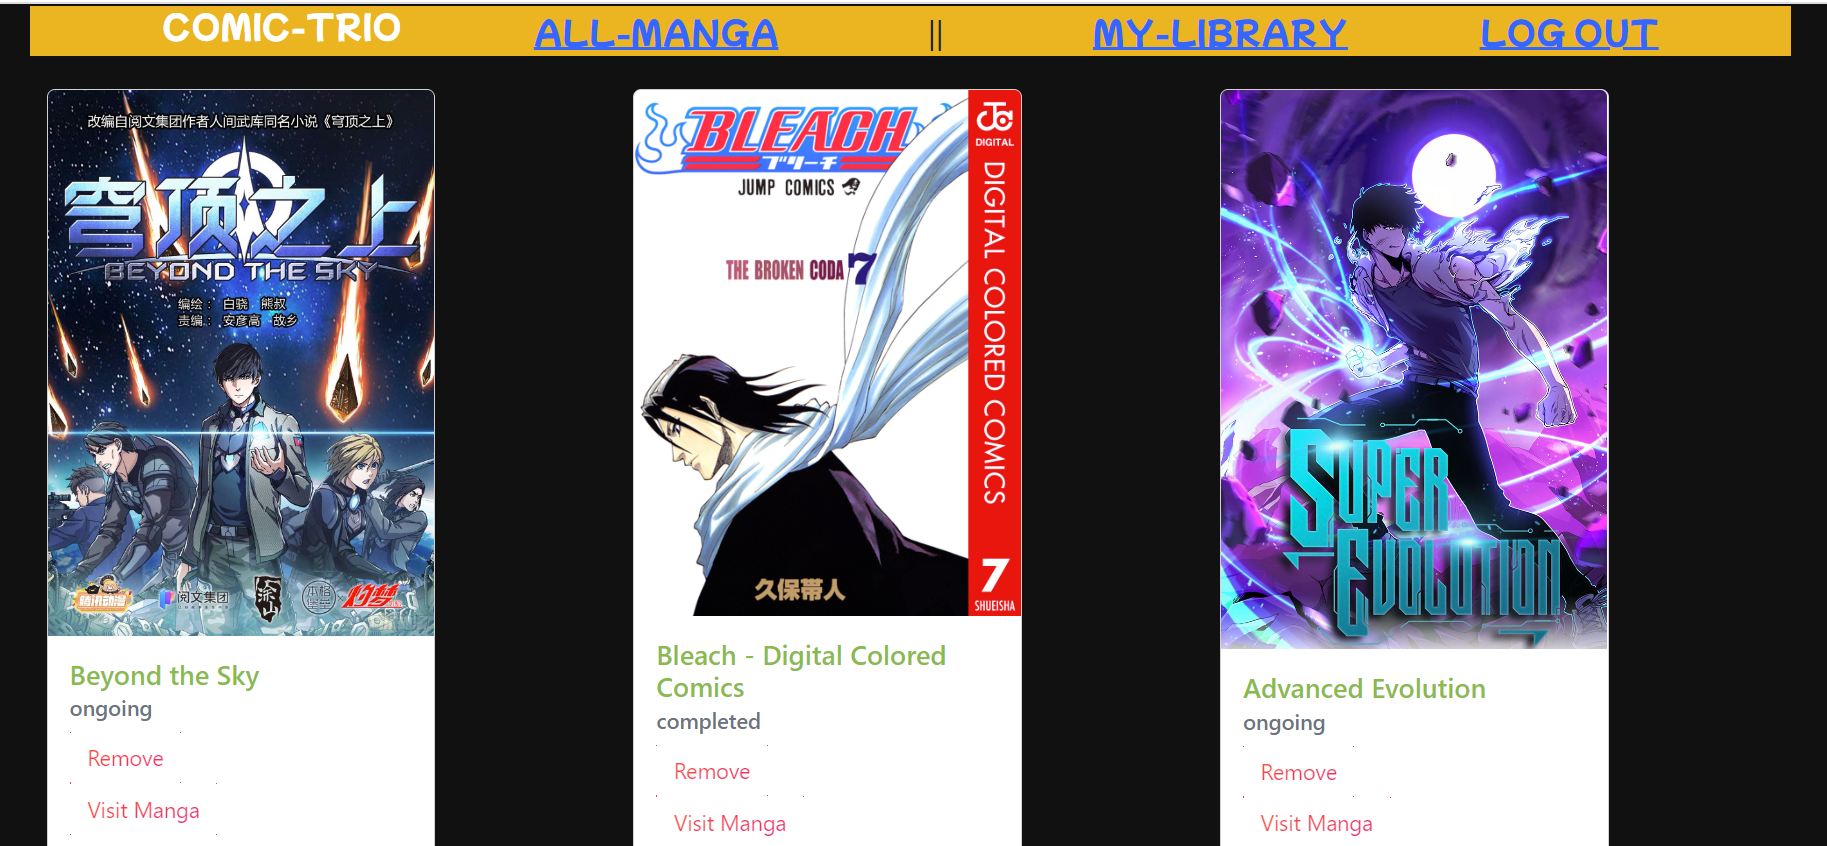 COMIC-TRIO
ALL-MANGA
||
MY-LIBRARY
LOG OUT
改编自阅文集团作者人间武库同名小说《穹顶之上》
穹顶之上
BEYOND THE SKY
编绘： 白骁 熊叔
责编： 安彦高 故乡
腾讯动漫
阅文集团
Beyond the Sky
ongoing
Remove
Visit Manga
BLEACH
ブリーチ
JUMP COMICS
THE BROKEN CODA 7
久保帯人
DIGITAL
DIGITAL COLORED COMICS
7
SHUEISHA
Bleach - Digital Colored
Comics
completed
Remove
Visit Manga
SUPER
EVOLUTION
Advanced Evolution
ongoing
Remove
Visit Manga